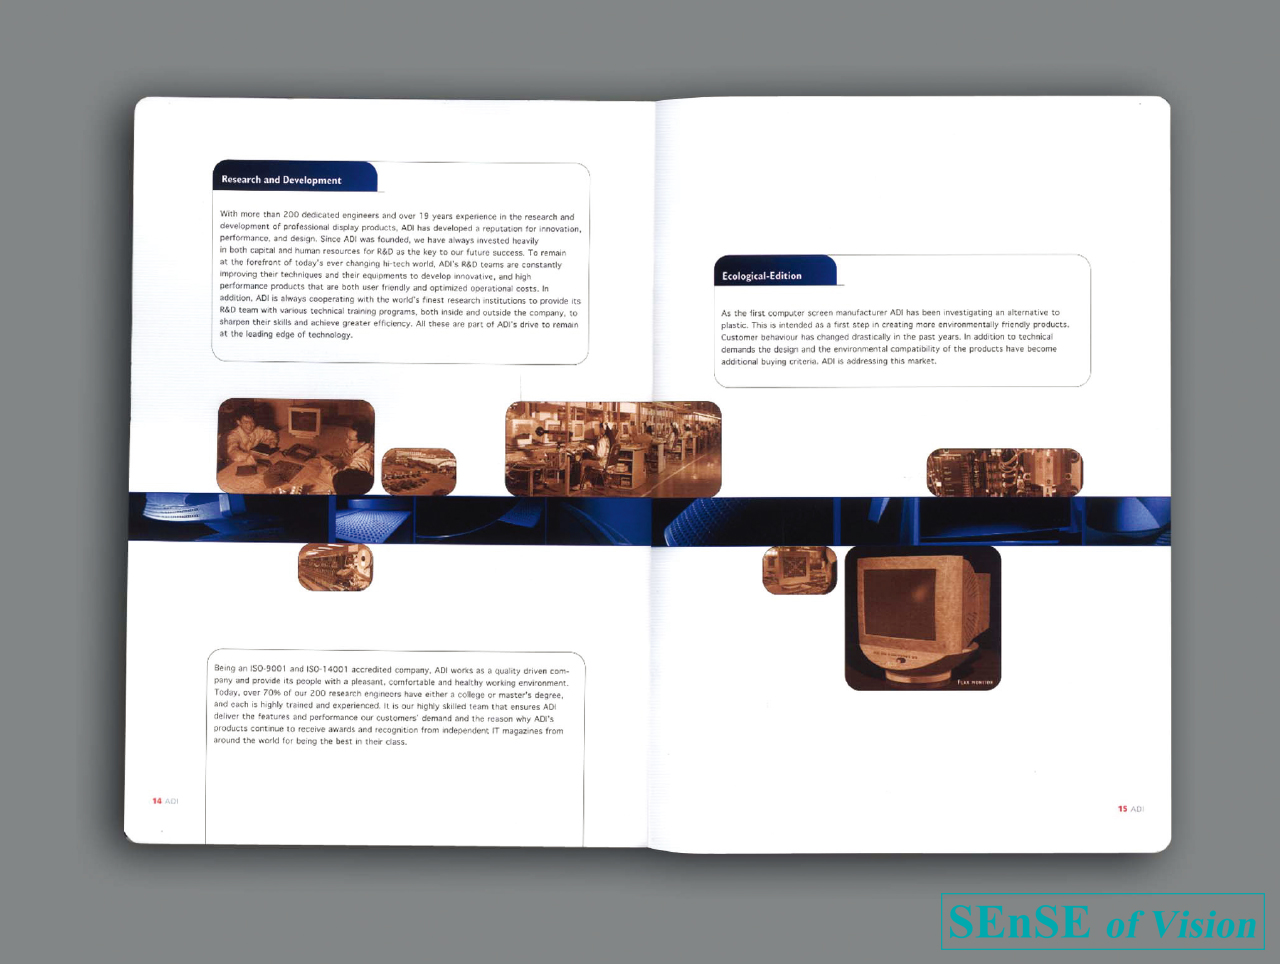 Research and Development
With more than 200 dedicated engineers and over 19 years experience in the research and
development of professional display products, ADI has developed a reputation for innovation,
performance, and design. Since ADI was founded, we have always invested heavily
in both capital and human resources for R&D as the key to our future success. To remain
at the forefront of today's ever changing hi-tech world, ADI's R&D teams are constantly
improving their techniques and their equipments to develop innovative, and high
performance products that are both user friendly and optimized operational costs. In
addition, ADI is always cooperating with the world's finest research institutions to provide its
R&D team with various technical training programs, both inside and outside the company, to
sharpen their skills and achieve greater efficiency. All these are part of ADI's drive to remain
at the leading edge of technology.
Being an ISO-9001 and ISO-14001 accredited company, ADI works as a quality driven com-
pany and provide its people with a pleasant, comfortable and healthy working environment.
Today, over 70% of our 200 research engineers have either a college or master's degree,
and each is highly trained and experienced. It is our highly skilled team that ensures ADI
deliver the features and performance our customers' demand and the reason why ADI's
products continue to receive awards and recognition from independent IT magazines from
around the world for being the best in their class.
14 ADI
Ecological-Edition
As the first computer screen manufacturer ADI has been investigating an alternative to
plastic. This is intended as a first step in creating more environmentally friendly products.
Customer behaviour has changed drastically in the past years. In addition to technical
demands the design and the environmental compatibility of the products have become
additional buying criteria. ADI is addressing this market.
FLAX MONITOR
15 ADI
SEnSE of Vision